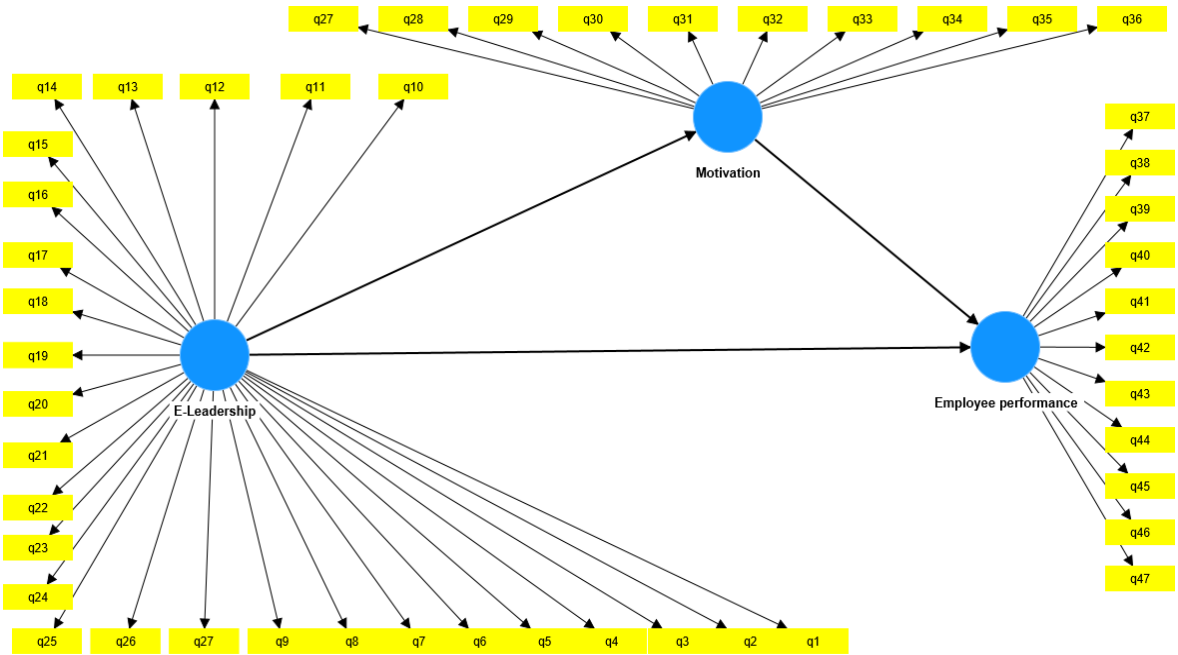 q27 q28 q29 q30 q31 q32 q33 q34 q35 q36
q14 q13 q12 q11 q10
q37
q15
q38
Motivation
q16
q39
q17
q40
q18
q41
q42
q19
q43
q20
Employee performance
E-Leadership
q44
q21
q45
q22
q46
q23
q47
q24
q25 q26 q27 q9 q8 q7 q6 q5 q4 q3 q2 q1